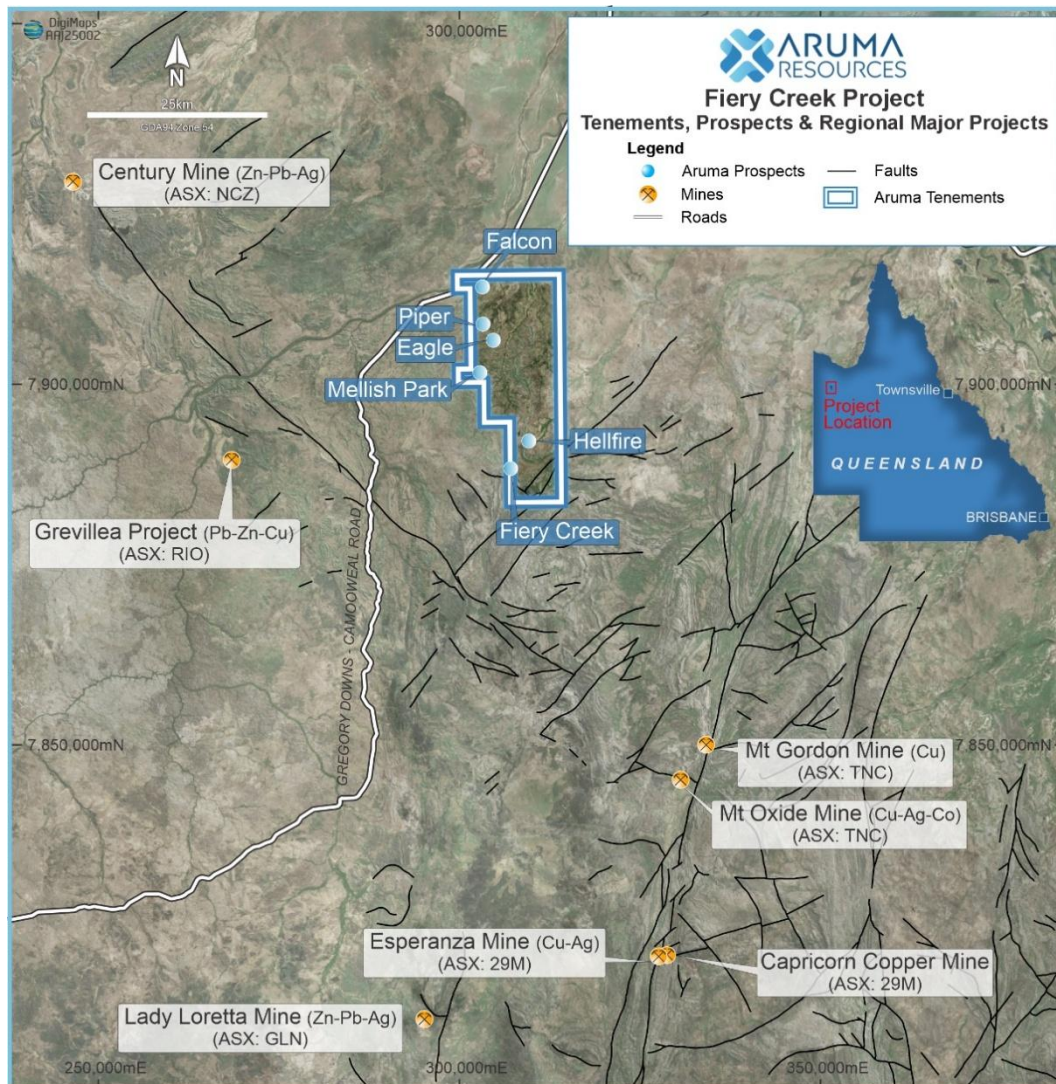 DigiMaps
ARJ25002
300,000mE
N
25km
GDA94 Zone 54
ARUMA
RESOURCES
Fiery Creek Project
Tenements, Prospects & Regional Major Projects
Legend
Aruma Prospects
Faults
Mines
Aruma Tenements
Roads
Century Mine (Zn-Pb-Ag)
(ASX: NCZ)
Falcon
Piper
Eagle
Mellish Park
7,900,000mN
Hellfire
Fiery Creek
Townsville
7,900,000mN
Project
Location
QUEENSLAND
BRISBANE
Grevillea Project (Pb-Zn-Cu)
(ASX: RIO)
GREGORY DOWNS - CAMOOWEAL ROAD
7,850,000mN
7,850,000mN
Mt Gordon Mine (Cu)
(ASX: TNC)
Mt Oxide Mine (Cu-Ag-Co)
(ASX: TNC)
Esperanza Mine (Cu-Ag)
(ASX: 29M)
Capricorn Copper Mine
(ASX: 29M)
Lady Loretta Mine (Zn-Pb-Ag)
(ASX: GLN)
250,000mE
300,000mE
350,000mE